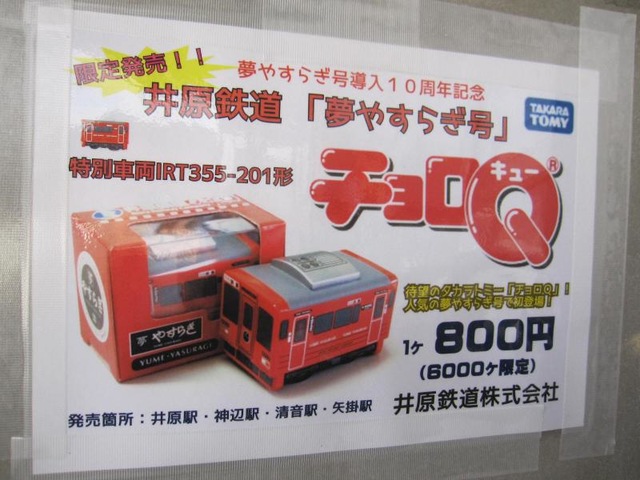 限定発売!!
夢やすらぎ号導入10周年記念
井原鉄道「夢やすらぎ号」
TAKARA TOMY
特別車両IRT355-201形
チョロQ®
キュー
夢 やすらぎ
YUME-YASURAGI
待望のタカラトミー「チョロQ」!!
人気の夢やすらぎ号で初登場!
1ヶ 800円
(6000ヶ限定)
発売箇所:井原駅・神辺駅・清音駅・矢掛駅
井原鉄道株式会社